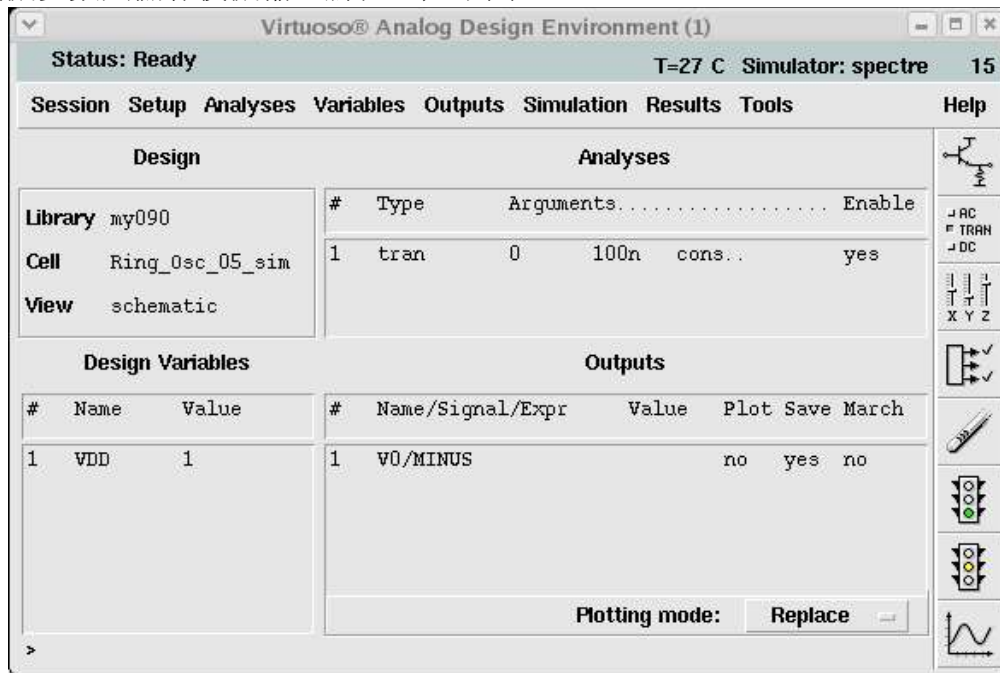 Virtuoso® Analog Design Environment (1)
Status: Ready T=27 C Simulator: spectre 15
Session Setup Analyses Variables Outputs Simulation Results Tools Help
Design
Library my090
Cell Ring_Osc_05_sim
View schematic
Analyses
# Type Arguments................... Enable
1 tran 0 100n cons.. yes
Design Variables
# Name Value
1 VDD 1
Outputs
# Name/Signal/Expr Value Plot Save March
1 V0/MINUS no yes no
Plotting mode: Replace
>
AC
TRAN
DC
X Y Z